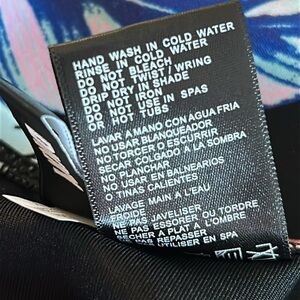 HAND WASH IN COLD WATER
RINSE IN COLD WATER
DO NOT BLEACH
DO NOT TWIST / WRING
DRIP DRY IN SHADE
DO NOT IRON
DO NOT USE IN SPAS
OR HOT TUBS
LAVAR A MANO CON AGUA FRIA
NO USAR BLANQUEADOR
NO TORCER O ESCURRIR
SECAR COLGADO A LA SOMBRA
NO PLANCHAR
NO USAR EN BALNEARIOS
O TINAS CALIENTES
LAVAGE MAIN A L'EAU
FROIDE
NE PAS JAVELISER
NE PAS ESSORER OU TORDRE
SECHER A PLAT A L'OMBRE
PAS REPASSER
UTILISER EN SPA